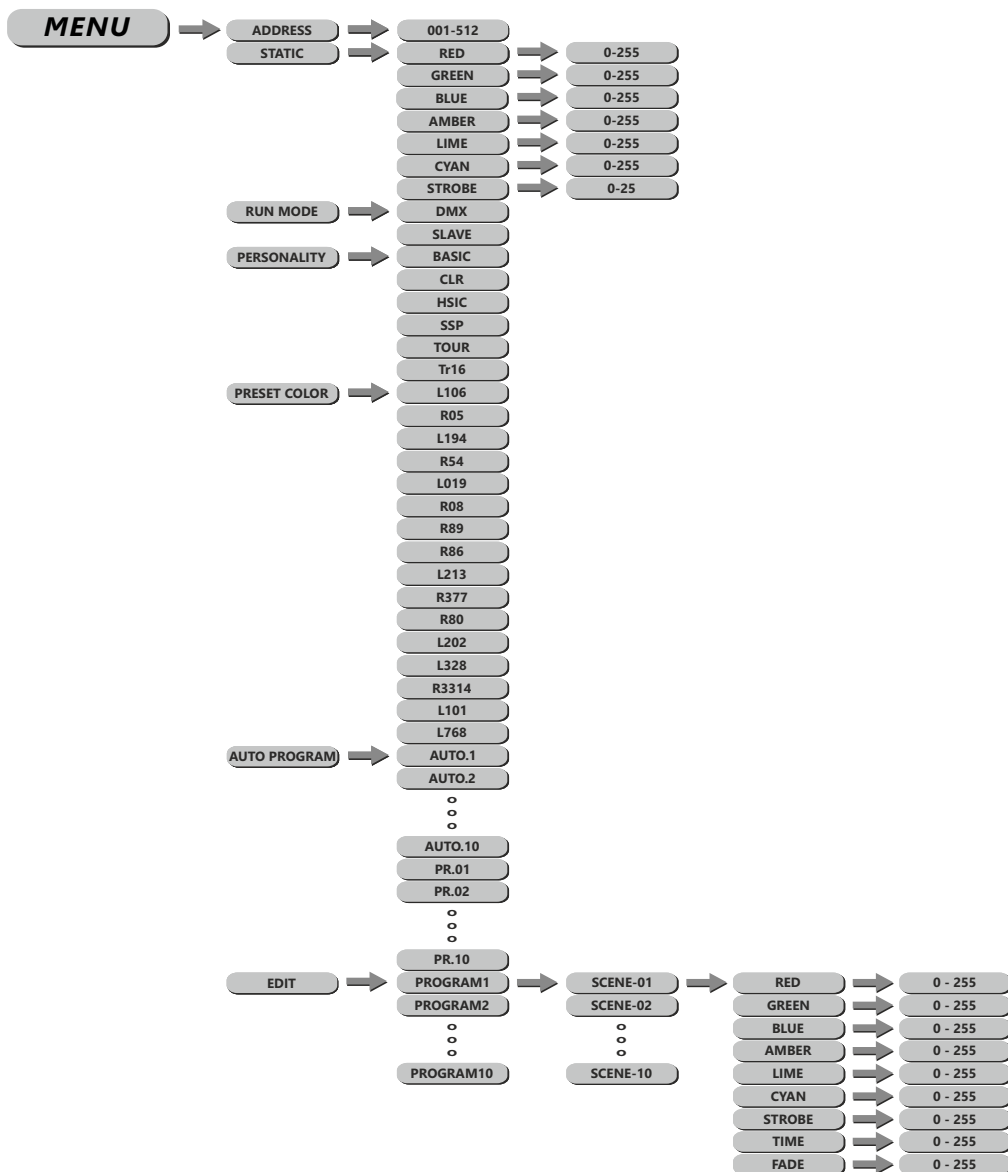 MENU
ADDRESS 001-512
STATIC RED 0-255
GREEN 0-255
BLUE 0-255
AMBER 0-255
LIME 0-255
CYAN 0-255
STROBE 0-25
RUN MODE DMX
SLAVE
PERSONALITY BASIC
CLR
HSIC
SSP
TOUR
Tr16
PRESET COLOR L106
R05
L194
R54
L019
R08
R89
R86
L213
R377
R80
L202
L328
R3314
L101
L768
AUTO PROGRAM AUTO.1
AUTO.2
AUTO.10
PR.01
PR.02
PR.10
EDIT PROGRAM1 SCENE-01 RED 0 - 255
PROGRAM2 SCENE-02 GREEN 0 - 255
BLUE 0 - 255
AMBER 0 - 255
PROGRAM10 SCENE-10 LIME 0 - 255
CYAN 0 - 255
STROBE 0 - 255
TIME 0 - 255
FADE 0 - 255